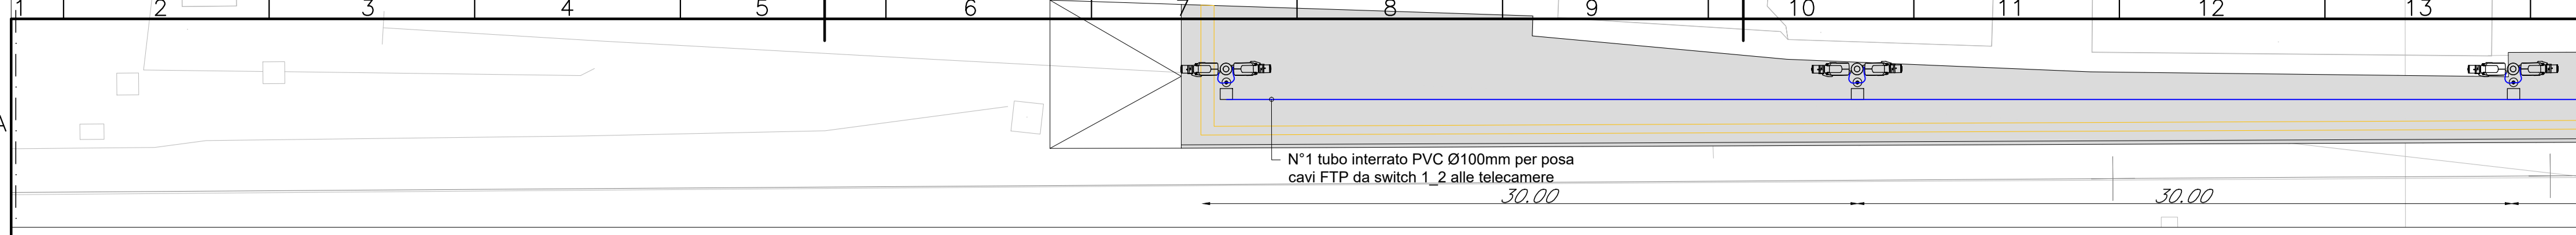 1 2 3 4 5 6 7 8 9 10 11 12 13
A
N°1 tubo interrato PVC Ø100mm per posa
cavi FTP da switch 1_2 alle telecamere
30.00 30.00